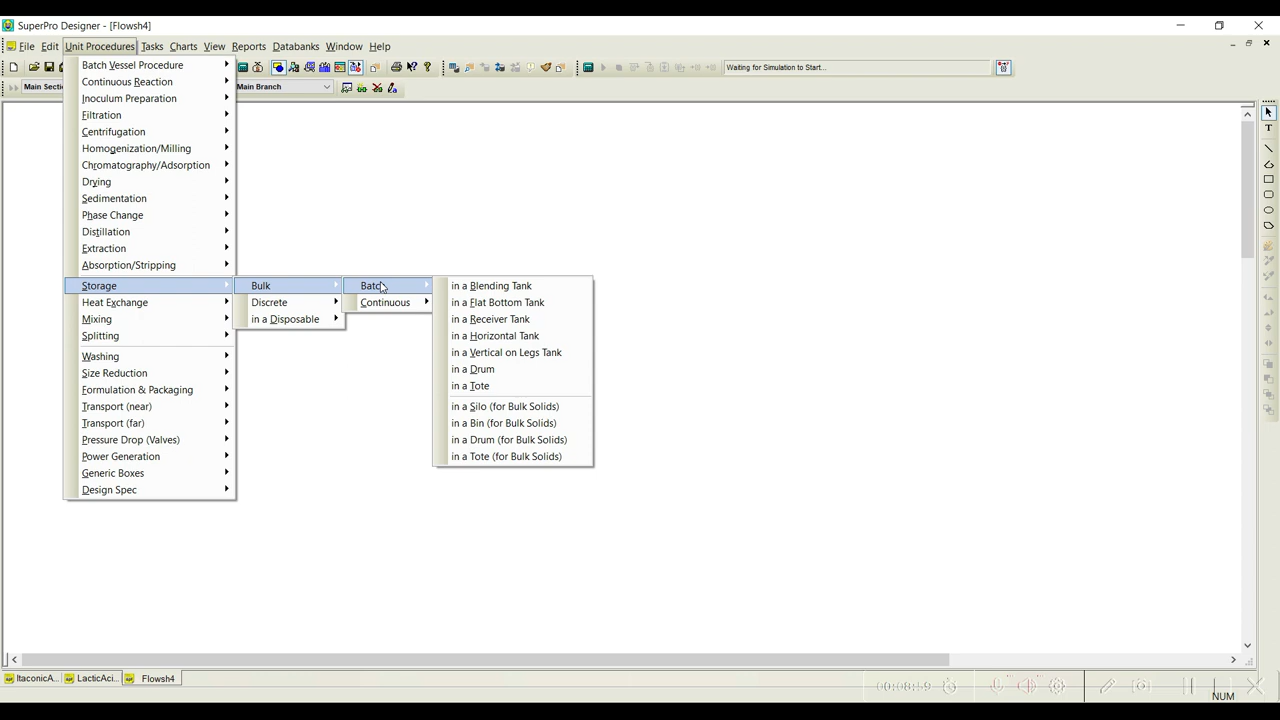 SuperPro Designer - [Flowsh4]
File Edit Unit Procedures Tasks Charts View Reports Databanks Window Help
Waiting for Simulation to Start...
Main Secti
Main Branch
Batch Vessel Procedure
Continuous Reaction
Inoculum Preparation
Filtration
Centrifugation
Homogenization/Milling
Chromatography/Adsorption
Drying
Sedimentation
Phase Change
Distillation
Extraction
Absorption/Stripping
Storage
Heat Exchange
Mixing
Splitting
Washing
Size Reduction
Formulation & Packaging
Transport (near)
Transport (far)
Pressure Drop (Valves)
Power Generation
Generic Boxes
Design Spec
Bulk
Discrete
in a Disposable
Batch
Continuous
in a Blending Tank
in a Flat Bottom Tank
in a Receiver Tank
in a Horizontal Tank
in a Vertical on Legs Tank
in a Drum
in a Tote
in a Silo (for Bulk Solids)
in a Bin (for Bulk Solids)
in a Drum (for Bulk Solids)
in a Tote (for Bulk Solids)
T
ItaconicA... LacticAci... Flowsh4
00:08:59
NUM